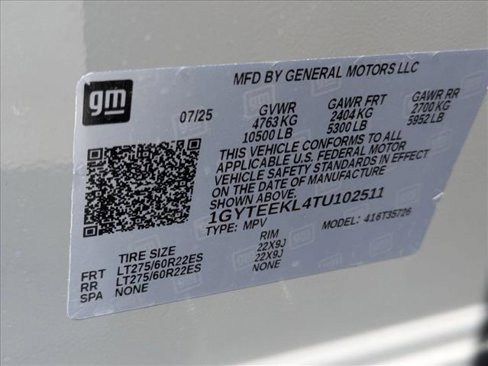 gm
MFD BY GENERAL MOTORS LLC
07/25 GVWR GAWR FRT GAWR RR
4763 KG 2404 KG 2700 KG
10500 LB 5300 LB 5952 LB
THIS VEHICLE CONFORMS TO ALL
APPLICABLE U.S. FEDERAL MOTOR
VEHICLE SAFETY STANDARDS IN EFFECT
ON THE DATE OF MANUFACTURE
SHOWN ABOVE.
1GYTEEKL4TU102511
TYPE: MPV MODEL: 416T35726
TIRE SIZE RIM
FRT LT275/60R22ES 22X9J
RR LT275/60R22ES 22X9J
SPA NONE NONE